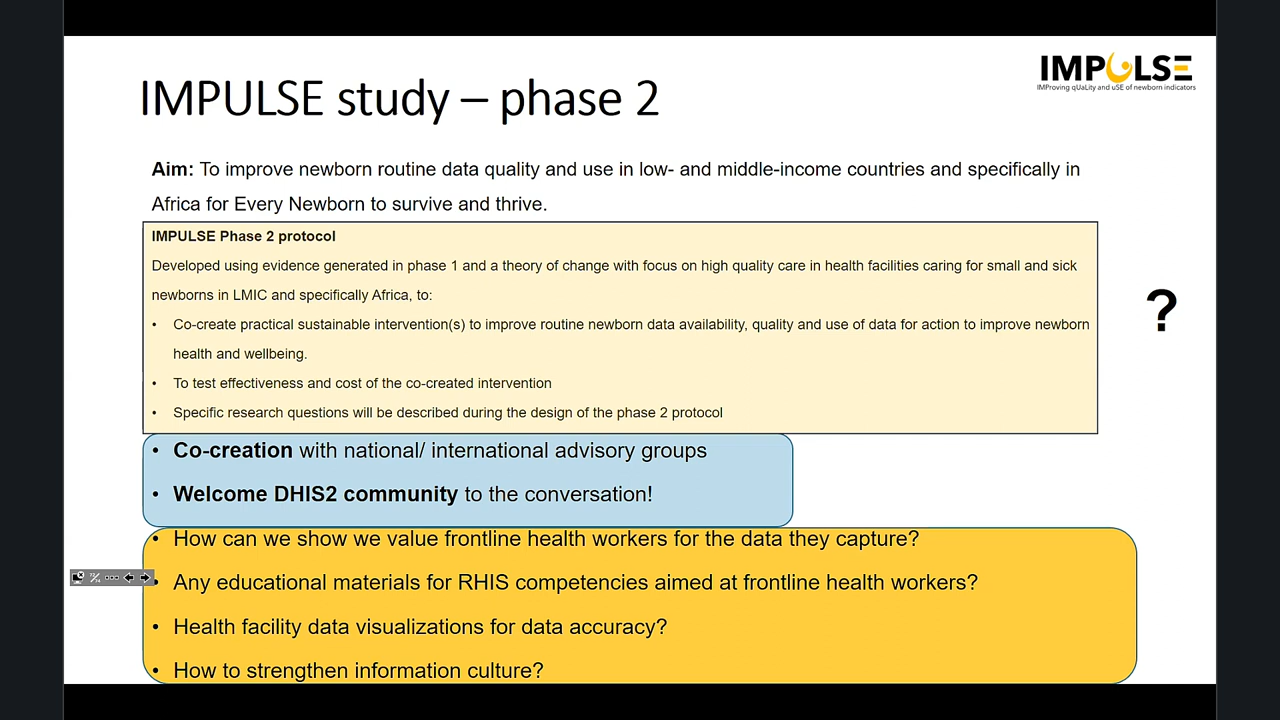 IMPULSE
IMProving qUaLity and uSE of newborn indicators
IMPULSE study – phase 2
Aim: To improve newborn routine data quality and use in low- and middle-income countries and specifically in
Africa for Every Newborn to survive and thrive.
IMPULSE Phase 2 protocol
Developed using evidence generated in phase 1 and a theory of change with focus on high quality care in health facilities caring for small and sick
newborns in LMIC and specifically Africa, to:
• Co-create practical sustainable intervention(s) to improve routine newborn data availability, quality and use of data for action to improve newborn
health and wellbeing.
• To test effectiveness and cost of the co-created intervention
• Specific research questions will be described during the design of the phase 2 protocol
?
• Co-creation with national/ international advisory groups
• Welcome DHIS2 community to the conversation!
• How can we show we value frontline health workers for the data they capture?
• Any educational materials for RHIS competencies aimed at frontline health workers?
• Health facility data visualizations for data accuracy?
• How to strengthen information culture?